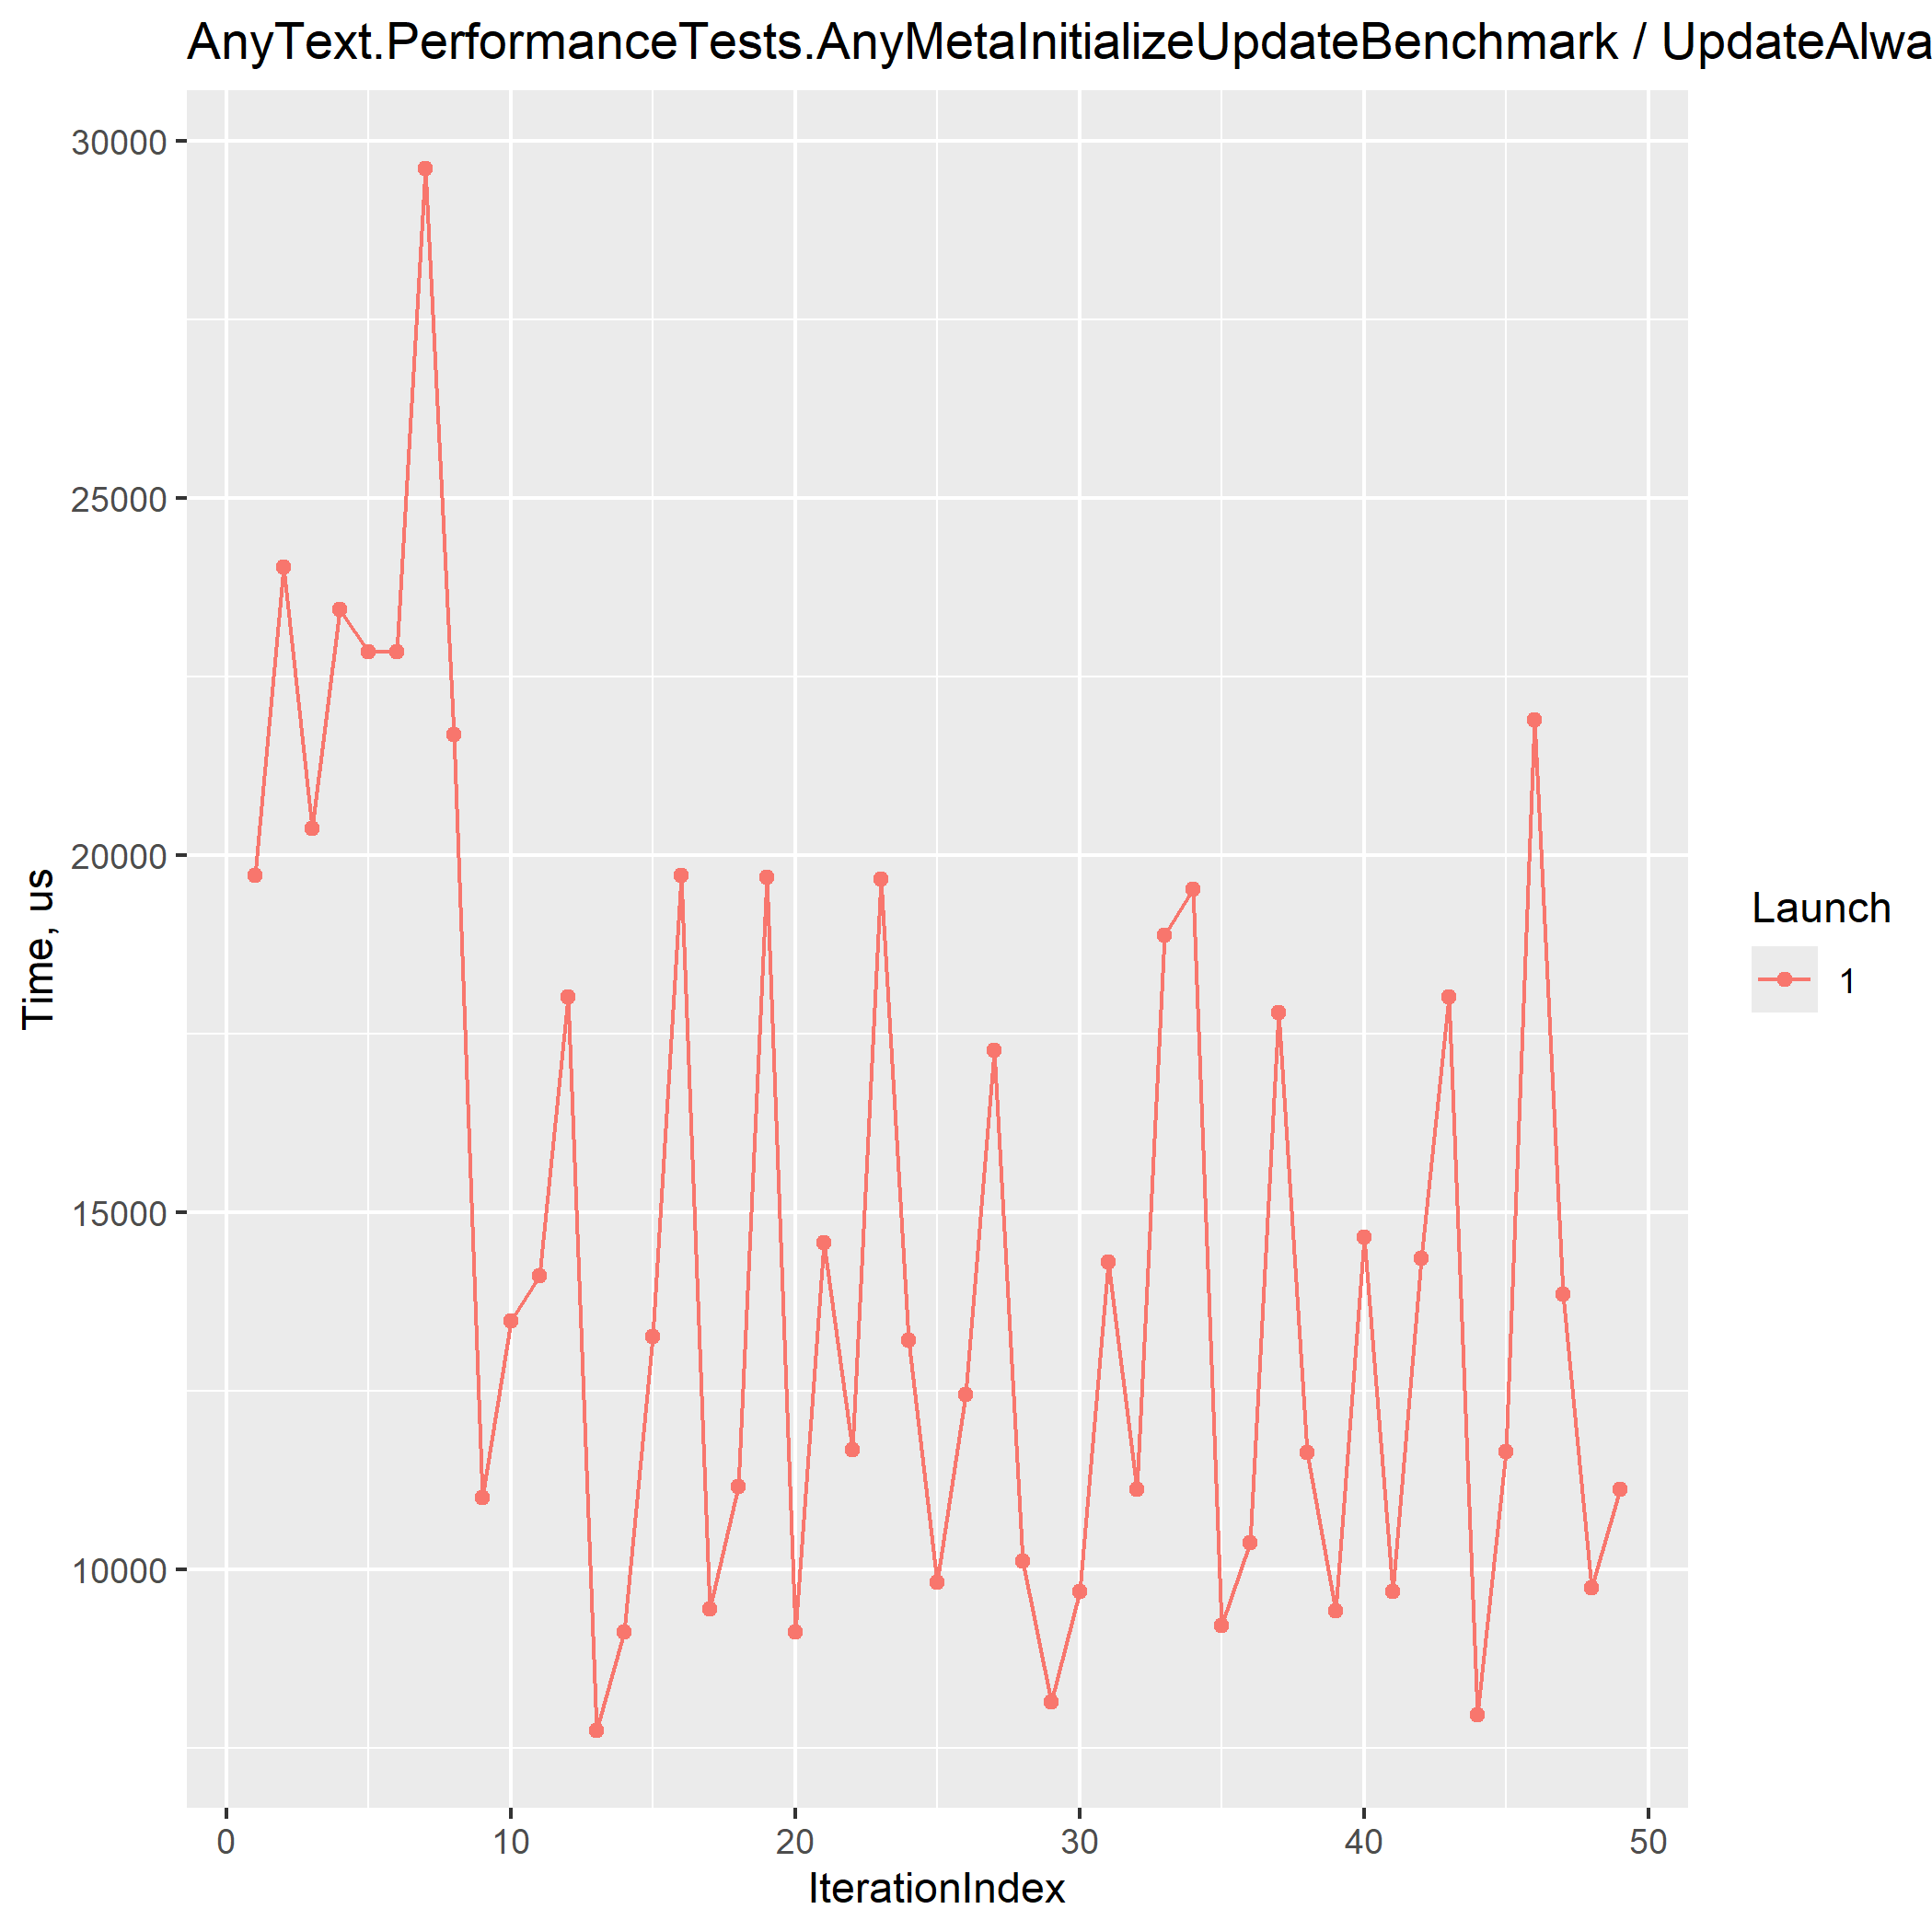 AnyText.PerformanceTests.AnyMetaInitializeUpdateBenchmark / UpdateAlwa
30000
25000
20000
15000
10000
Time, us
0 10 20 30 40 50
IterationIndex
Launch
1